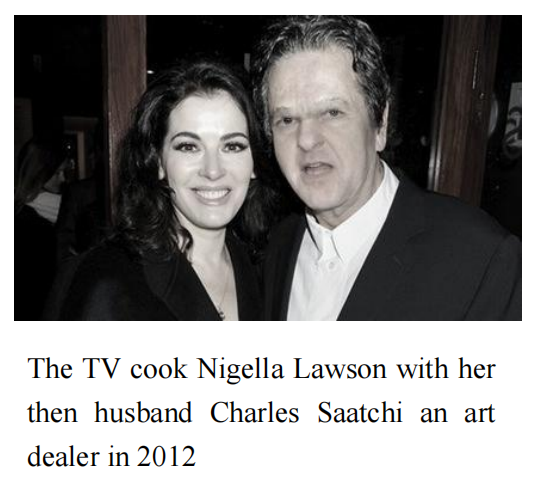 The TV cook Nigella Lawson with her
then husband Charles Saatchi an art
dealer in 2012